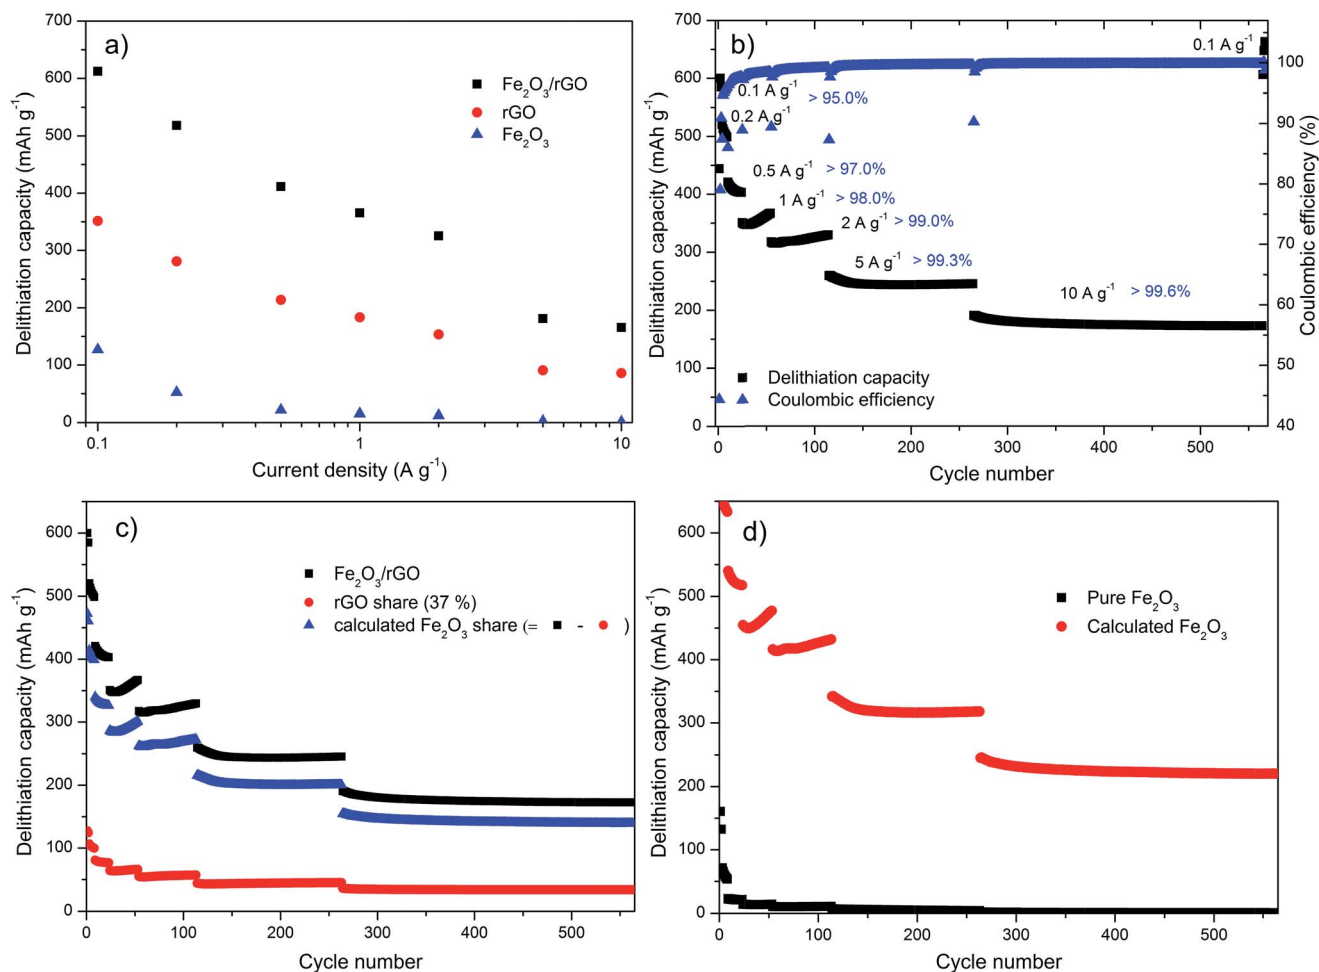 a)
Fe₂O₃/rGO
rGO
Fe₂O₃
Delithiation capacity (mAh g⁻¹)
700
600
500
400
300
200
100
0
0.1
1
10
Current density (A g⁻¹)
b)
0.1 A g⁻¹
0.1 A g⁻¹ > 95.0%
0.2 A g⁻¹
0.5 A g⁻¹ > 97.0%
1 A g⁻¹ > 98.0%
2 A g⁻¹ > 99.0%
5 A g⁻¹ > 99.3%
10 A g⁻¹ > 99.6%
Delithiation capacity
Coulombic efficiency
Delithiation capacity (mAh g⁻¹)
700
600
500
400
300
200
100
0
0
100
200
300
400
500
Cycle number
100
90
80
70
60
50
40
Coulombic efficiency (%)
c)
Fe₂O₃/rGO
rGO share (37 %)
calculated Fe₂O₃ share (= ■ - ● )
Delithiation capacity (mAh g⁻¹)
600
500
400
300
200
100
0
0
100
200
300
400
500
Cycle number
d)
Pure Fe₂O₃
Calculated Fe₂O₃
Delithiation capacity (mAh g⁻¹)
600
500
400
300
200
100
0
0
100
200
300
400
500
Cycle number